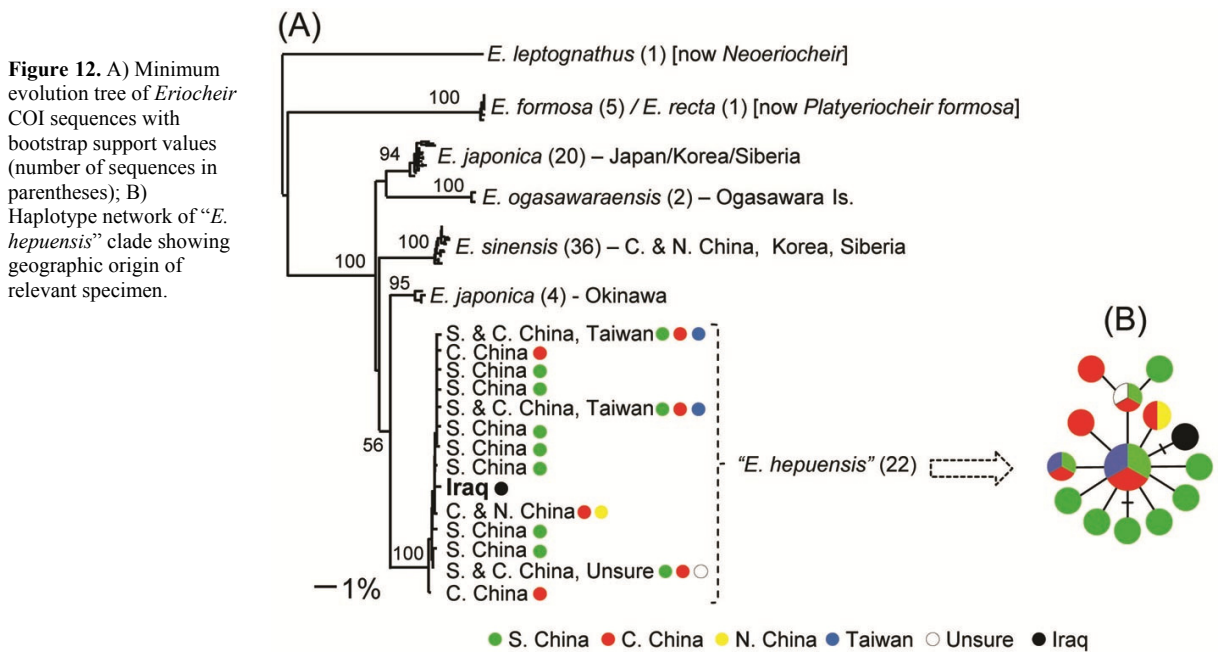 Figure 12. A) Minimum
evolution tree of Eriocheir
COI sequences with
bootstrap support values
(number of sequences in
parentheses); B)
Haplotype network of “E.
hepuensis” clade showing
geographic origin of
relevant specimen.
(A)
E. leptognathus (1) [now Neoeriocheir]
100
E. formosa (5) / E. recta (1) [now Platyeriocheir formosa]
94
E. japonica (20) – Japan/Korea/Siberia
100
E. ogasawaraensis (2) – Ogasawara Is.
100
E. sinensis (36) – C. & N. China, Korea, Siberia
100
95
E. japonica (4) - Okinawa
S. & C. China, Taiwan
C. China
S. China
S. China
S. & C. China, Taiwan
S. China
S. China
S. China
Iraq
C. & N. China
S. China
S. China
S. & C. China, Unsure
C. China
56
100
1%
“E. hepuensis” (22)
(B)
S. China C. China N. China Taiwan Unsure Iraq